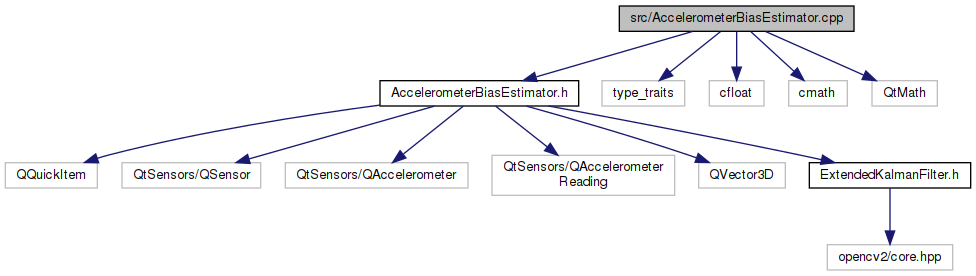 src/AccelerometerBiasEstimator.cpp
AccelerometerBiasEstimator.h
type_traits
cfloat
cmath
QtMath
QQuickItem
QtSensors/QSensor
QtSensors/QAccelerometer
QtSensors/QAccelerometer
Reading
QVector3D
ExtendedKalmanFilter.h
opencv2/core.hpp